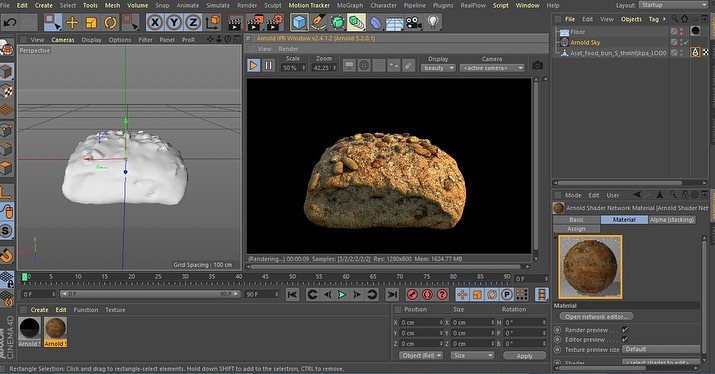 Edit Create Select Tools Mesh Volume Snap Animate Simulate Render Sculpt Motion Tracker MoGraph Character Pipeline Plugins RealFlow Script Window
Layout: Startup
View Cameras Display Options Filter Panel ProR
Perspective
Grid Spacing : 100 cm
Arnold IPR Window v2.4.1.2 (Arnold 5.2.0.1)
View Render
Scale
50 %
Zoom
42.25°
Display
beauty
Camera
<active camera>
(Rendering...) 00:00:09 Samples: [3/2/2/2/2/2] Res: 1280x800 Mem: 1624.77 MB
File Edit View Objects Tag
Floor
Arnold Sky
Mode Edit User
Arnold Shader Network Material [Arnold Shader Net
Basic Material Alpha (stacking)
Assign
Material
Open network editor...
Render preview
Editor preview
Texture preview size Default
0 5 10 15 20 25 30 35 40 45 50 55 60 65 70 75 80 85 90
0 F
0 F
0 F
90 F
90 F
Create Edit Function Texture
Arnold
Arnold
Position Size Rotation
X 0 cm X 0 cm H 0 °
Y 0 cm Y 0 cm P 0 °
Z 0 cm Z 0 cm B 0 °
Object (Rel) Size Apply
MAXON
CINEMA4D
Rectangle Selection: Click and drag to rectangle-select elements. Hold down SHIFT to add to the selection, CTRL to remove.